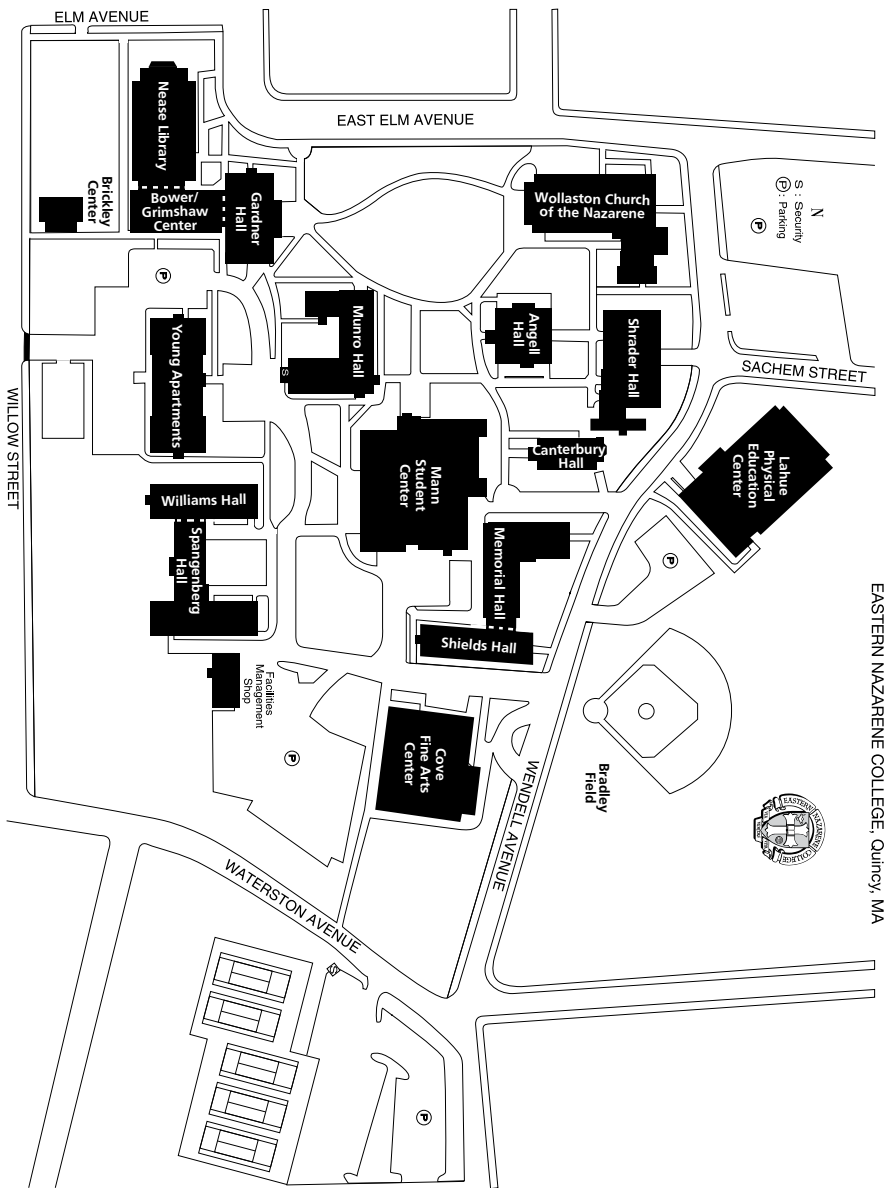 EASTERN NAZARENE COLLEGE, Quincy, MA
ELM AVENUE
EAST ELM AVENUE
Nease Library
Brickley
Center
Bower/
Grimshaw
Center
Gardner
Hall
Wollaston Church
of the Nazarene
N
S : Security
P : Parking
P
P
Munro Hall
S
Angell
Hall
Shrader Hall
SACHEM STREET
Young Apartments
WILLOW STREET
Mann
Student
Center
Canterbury
Hall
Lahue
Physical
Education
Center
Williams Hall
Spangenberg
Hall
Memorial Hall
Shields Hall
P
Facilities
Management
Shop
P
Cove
Fine Arts
Center
WENDELL AVENUE
Bradley
Field
EASTERN NAZARENE COLLEGE
WATERSTON AVENUE
S
P